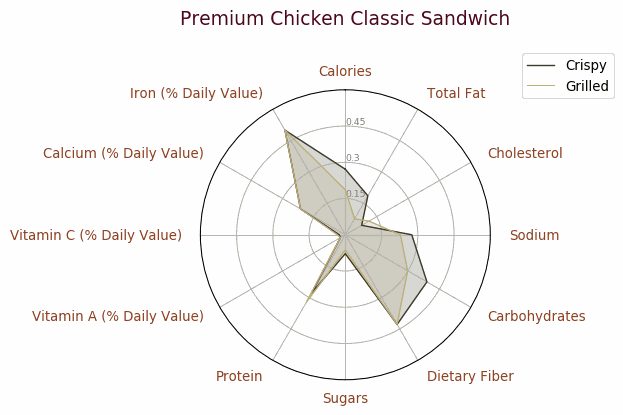 Premium Chicken Classic Sandwich
Crispy
Grilled
Calories
Iron (% Daily Value)
Total Fat
0.45
Calcium (% Daily Value)
Cholesterol
0.3
0.15
Vitamin C (% Daily Value)
Sodium
Vitamin A (% Daily Value)
Carbohydrates
Protein
Dietary Fiber
Sugars